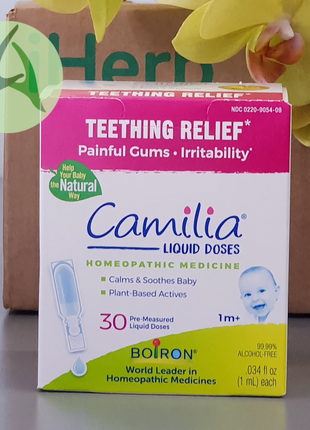 iHerb
NDC 0220-9054-09
TEETHING RELIEF*
Painful Gums • Irritability*
Help Your Baby
the Natural
Way
Camilia®
LIQUID DOSES
HOMEOPATHIC MEDICINE
• Calms & Soothes Baby
• Plant-Based Actives
30 Pre-Measured
Liquid Doses
1m+
99.99%
ALCOHOL-FREE
.034 fl oz
(1 mL) each
BOIRON®
World Leader in
Homeopathic Medicines